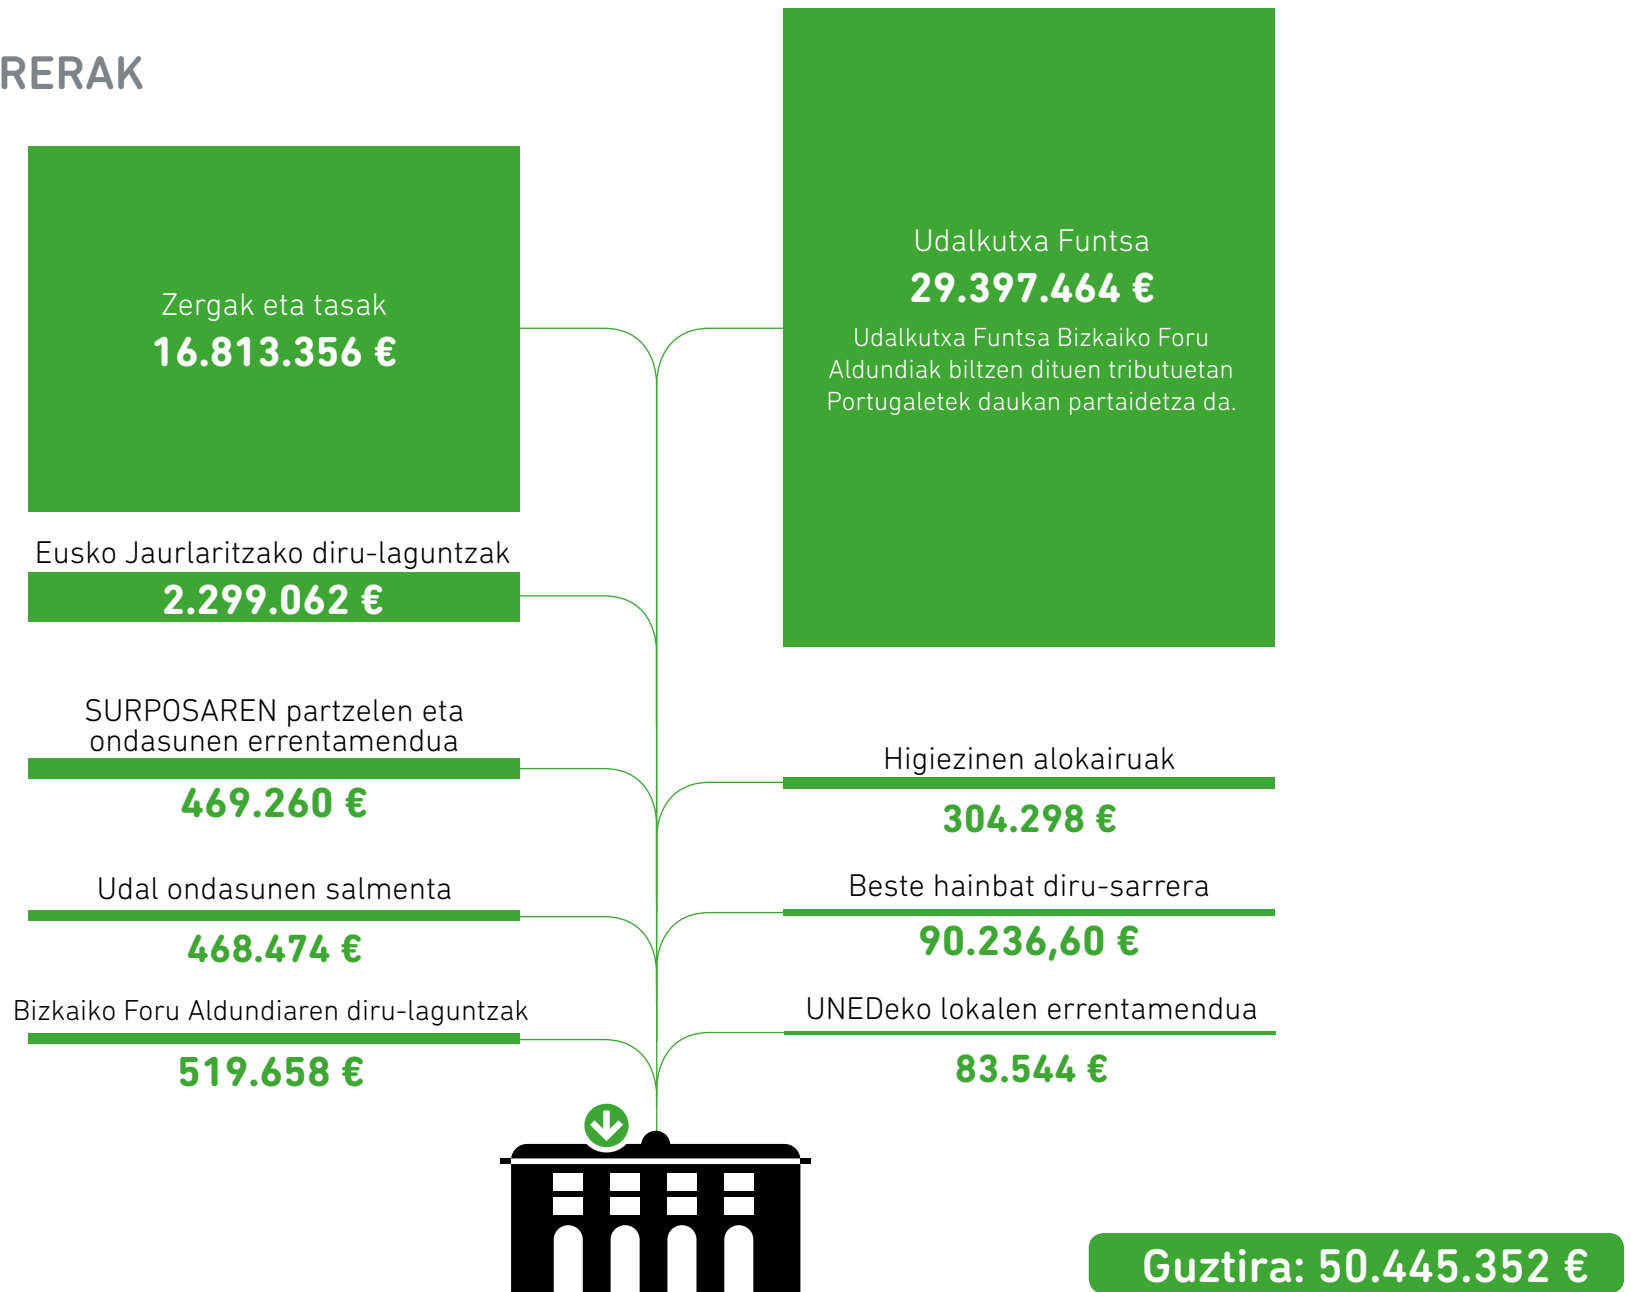 RERAK
Zergak eta tasak
16.813.356 €
Udalkutxa Funtsa
29.397.464 €
Udalkutxa Funtsa Bizkaiko Foru
Aldundiak biltzen dituen tributuetan
Portugaletek daukan partaidetza da.
Eusko Jaurlaritzako diru-laguntzak
2.299.062 €
SURPOSAREN partzelen eta
ondasunen errentamendua
469.260 €
Higiezinen alokairuak
304.298 €
Udal ondasunen salmenta
468.474 €
Beste hainbat diru-sarrera
90.236,60 €
Bizkaiko Foru Aldundiaren diru-laguntzak
519.658 €
UNEDeko lokalen errentamendua
83.544 €
Guztira: 50.445.352 €